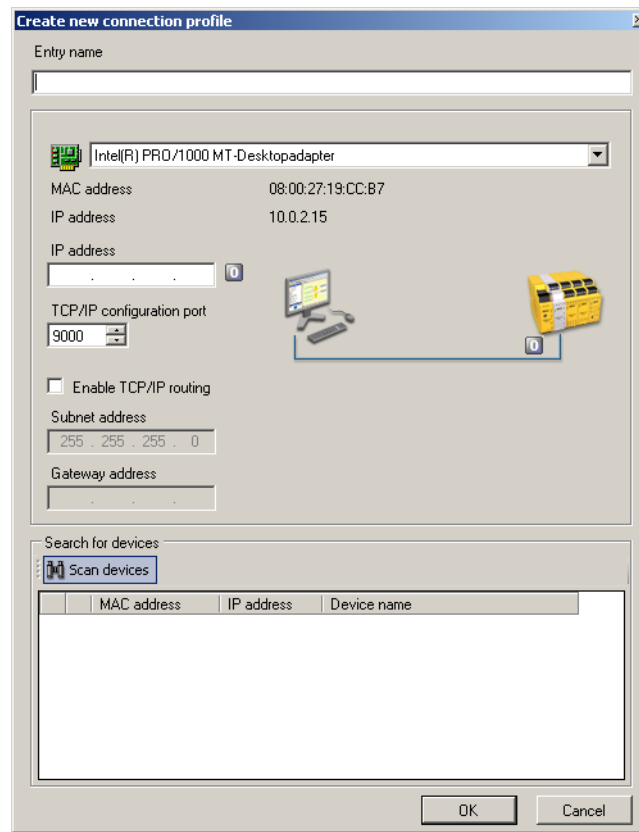 Create new connection profile
Entry name
Intel(R) PRO/1000 MT-Desktopadapter
MAC address 08:00:27:19:CC:B7
IP address 10.0.2.15
IP address
. . . 0
TCP/IP configuration port
9000
0
Enable TCP/IP routing
Subnet address
255 . 255 . 255 . 0
Gateway address
. . .
Search for devices
Scan devices
MAC address IP address Device name
OK Cancel